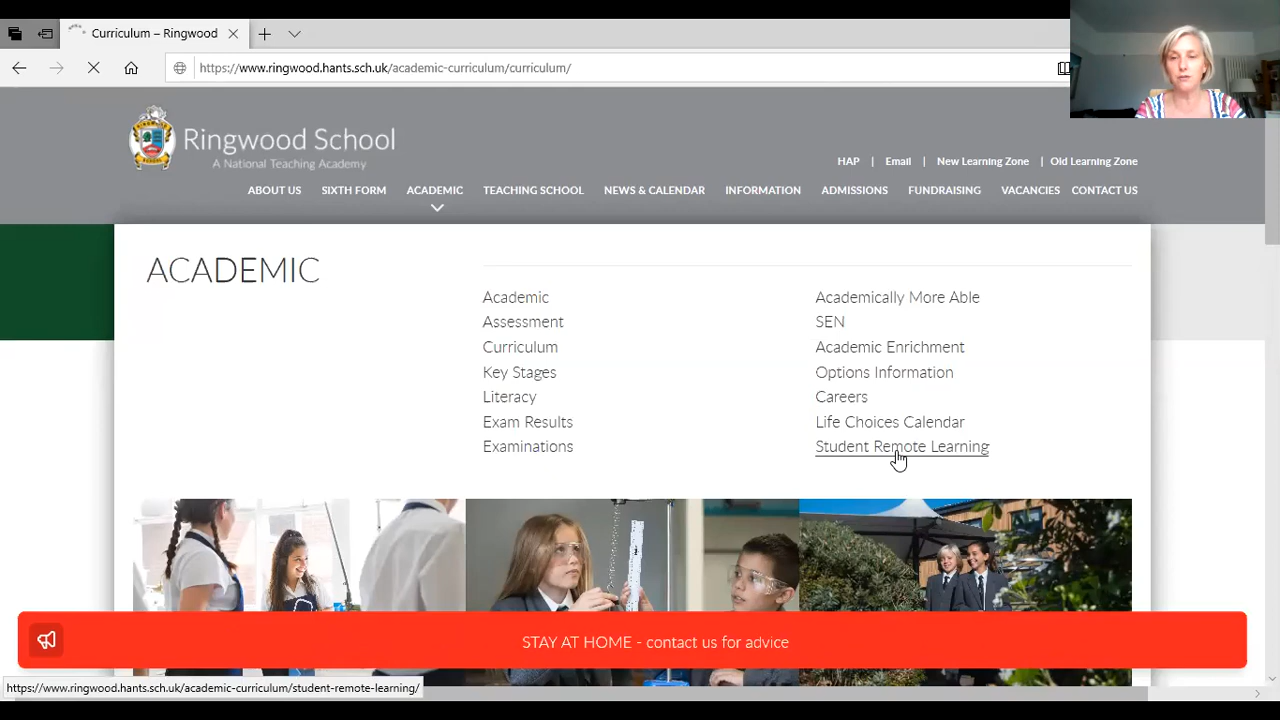 Curriculum – Ringwood
https://www.ringwood.hants.sch.uk/academic-curriculum/curriculum/
Ringwood School
A National Teaching Academy
HAP | Email | New Learning Zone | Old Learning Zone
ABOUT US SIXTH FORM ACADEMIC TEACHING SCHOOL NEWS & CALENDAR INFORMATION ADMISSIONS FUNDRAISING VACANCIES CONTACT US
ACADEMIC
Academic
Assessment
Curriculum
Key Stages
Literacy
Exam Results
Examinations
Academically More Able
SEN
Academic Enrichment
Options Information
Careers
Life Choices Calendar
Student Remote Learning
STAY AT HOME - contact us for advice
https://www.ringwood.hants.sch.uk/academic-curriculum/student-remote-learning/